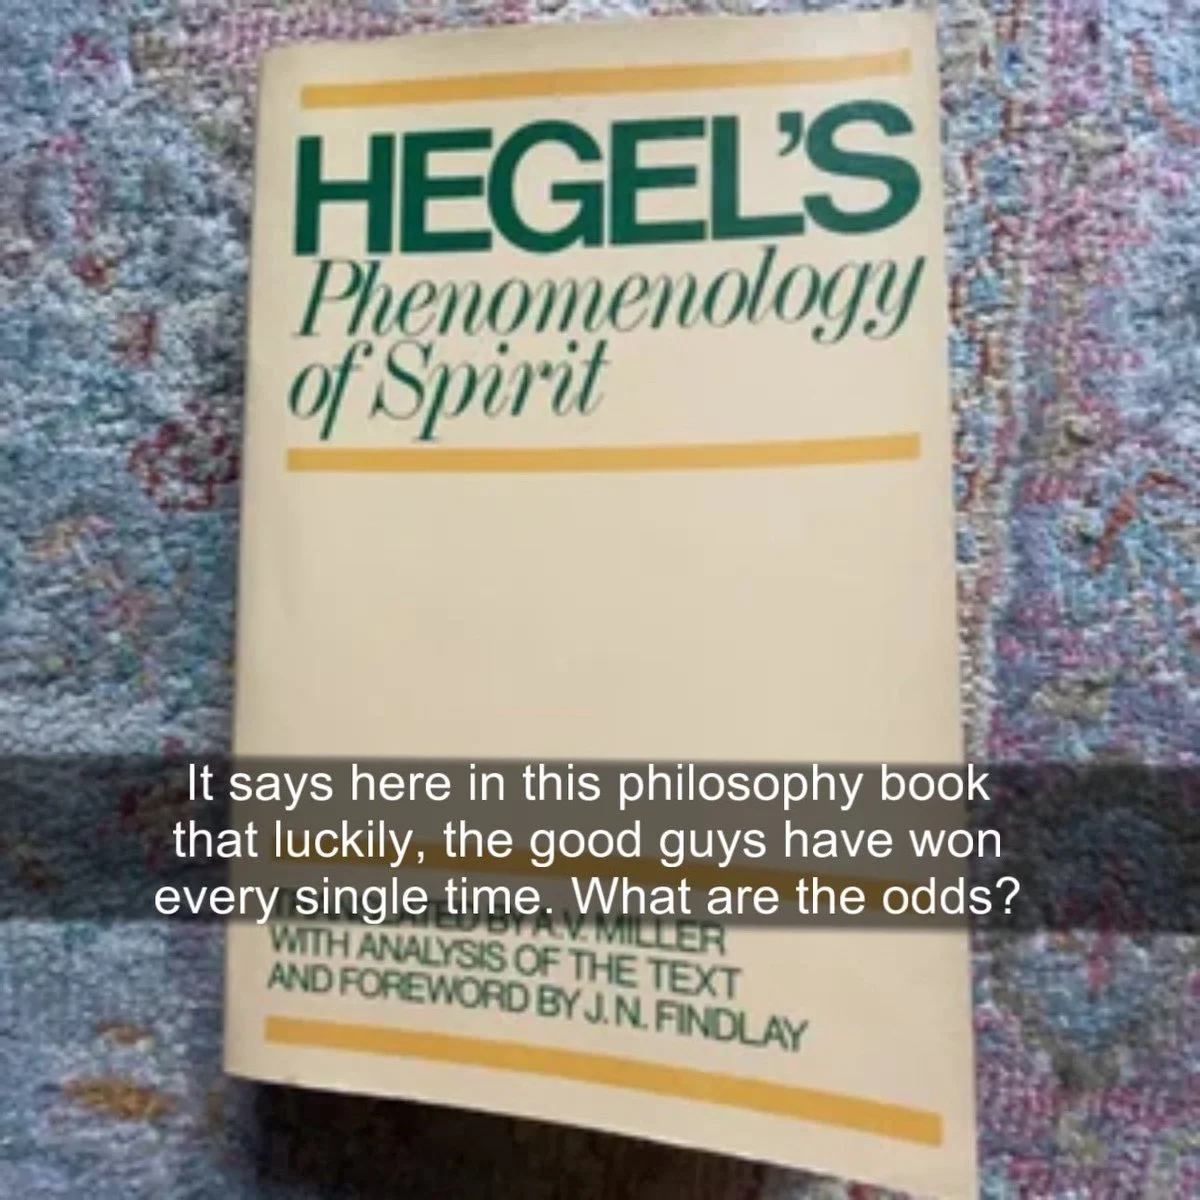 HEGEL'S
Phenomenology
of Spirit
It says here in this philosophy book
that luckily, the good guys have won
every single time. What are the odds?
BY A.V. MILLER
WITH ANALYSIS OF THE TEXT
AND FOREWORD BY J. N. FINDLAY